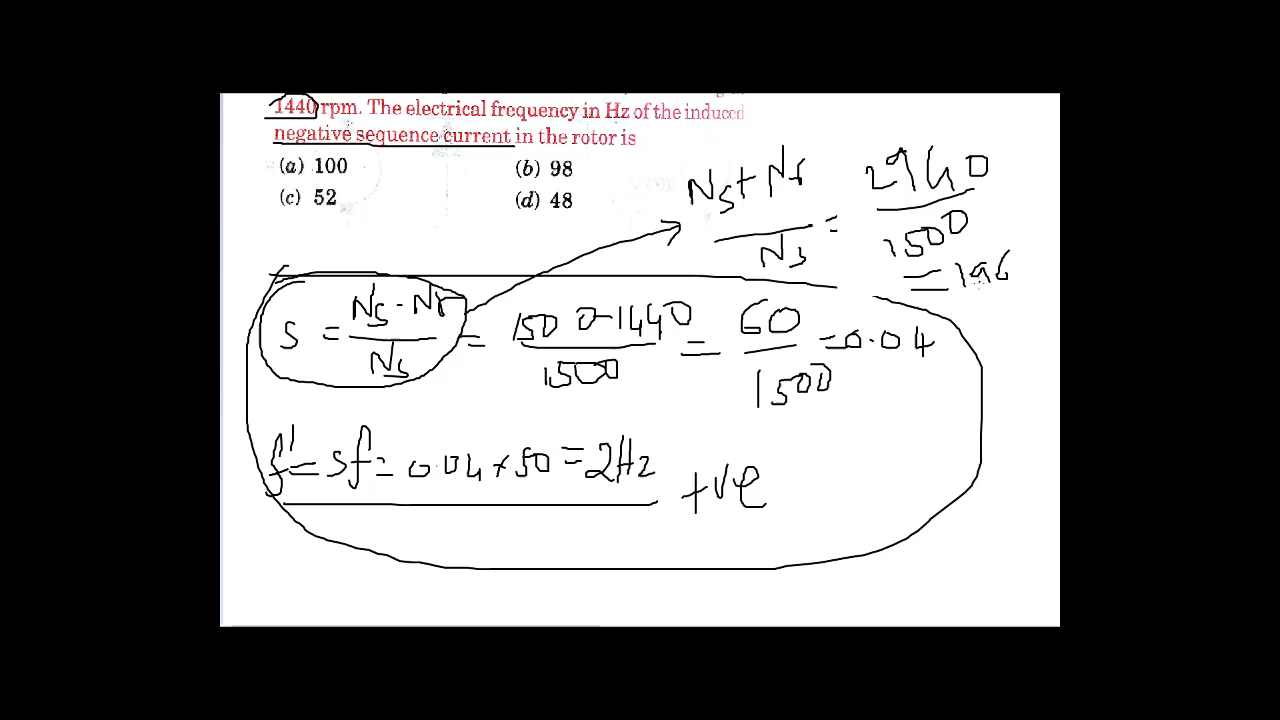 1440 rpm. The electrical frequency in Hz of the induced
negative sequence current in the rotor is
(a) 100 (b) 98
(c) 52 (d) 48
Ns + Nr / Ns = 2940 / 1500
= 196
s = Ns - Nr / Ns = 1500-1440 / 1500 = 60 / 1500 = 0.04
f' = sf = 0.04 × 50 = 2Hz +ve